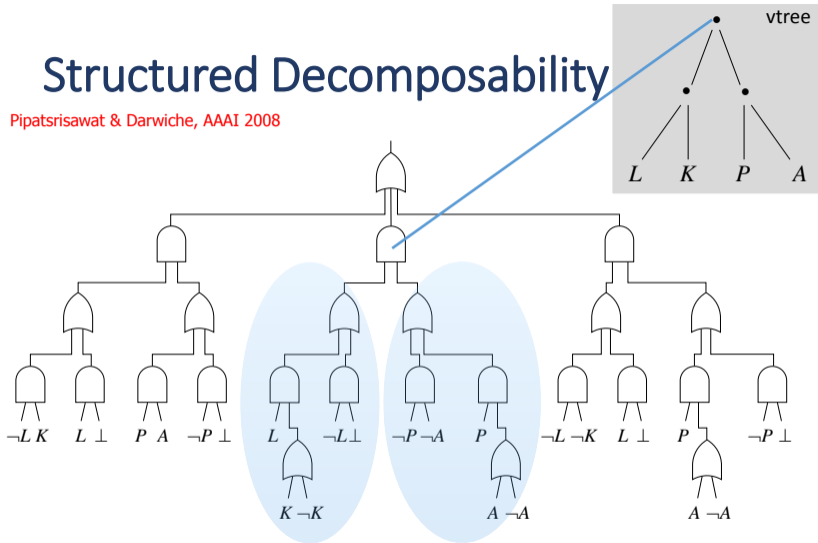 vtree
Structured Decomposability
Pipatsrisawat & Darwiche, AAAI 2008
L K P A
¬L K L ⊥ P A ¬P ⊥ L ¬L⊥ ¬P ¬A P ¬L ¬K L ⊥ P ¬P ⊥
K ¬K A ¬A A ¬A